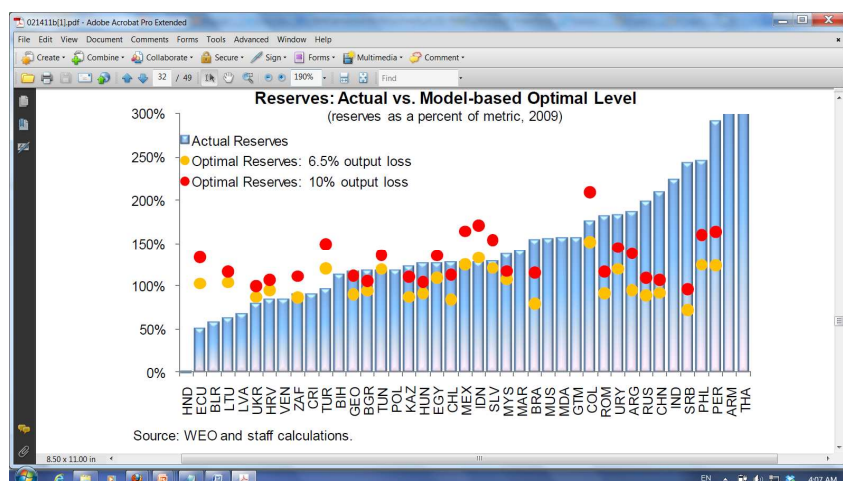 021411b[1].pdf - Adobe Acrobat Pro Extended
File Edit View Document Comments Forms Tools Advanced Window Help
Create Combine Collaborate Secure Sign Forms Multimedia Comment
32 / 49 190% Find
Reserves: Actual vs. Model-based Optimal Level
(reserves as a percent of metric, 2009)
300%
250%
200%
150%
100%
50%
0%
Actual Reserves
Optimal Reserves: 6.5% output loss
Optimal Reserves: 10% output loss
HND ECU BLR LTU LVA UKR HRV VEN ZAF CRI TUR BIH GEO BGR TUN POL KAZ HUN EGY CHL MEX IDN SLV MYS MAR BRA MUS MDA GTM COL ROM URY ARG RUS CHN IND SRB PHL PER ARM THA
Source: WEO and staff calculations.
8.50 x 11.00 in
EN 4:07 AM